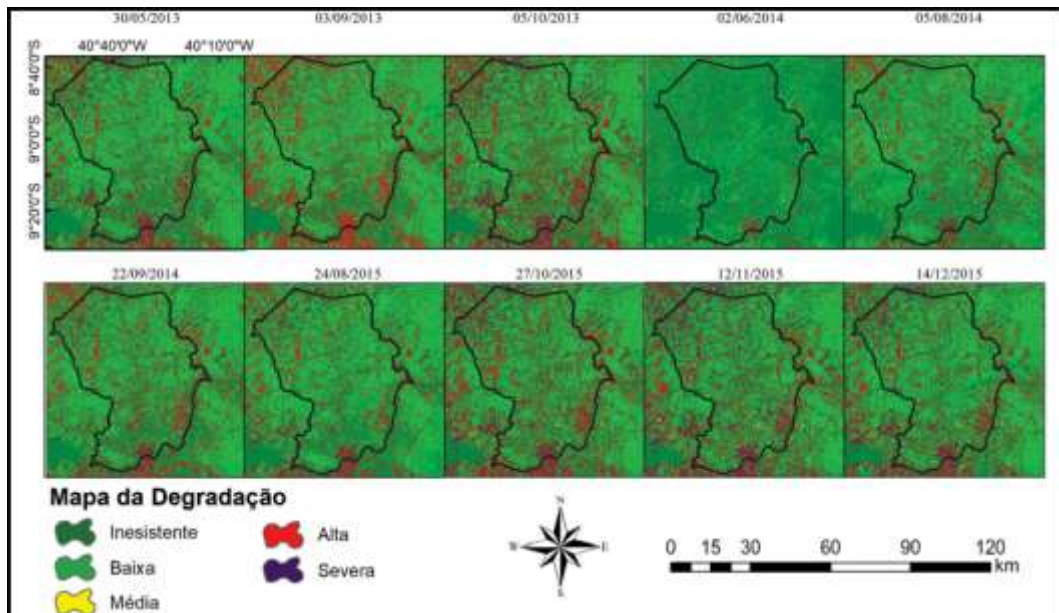 30/05/2013 03/09/2013 05/10/2013 02/06/2014 05/08/2014
40°40'0"W 40°10'0"W
8°40'0"S
9°0'0"S
9°20'0"S
22/09/2014 24/08/2015 27/10/2015 12/11/2015 14/12/2015
Mapa da Degradação
Inesistente
Baixa
Média
Alta
Severa
N
W E
S
0 15 30 60 90 120
km